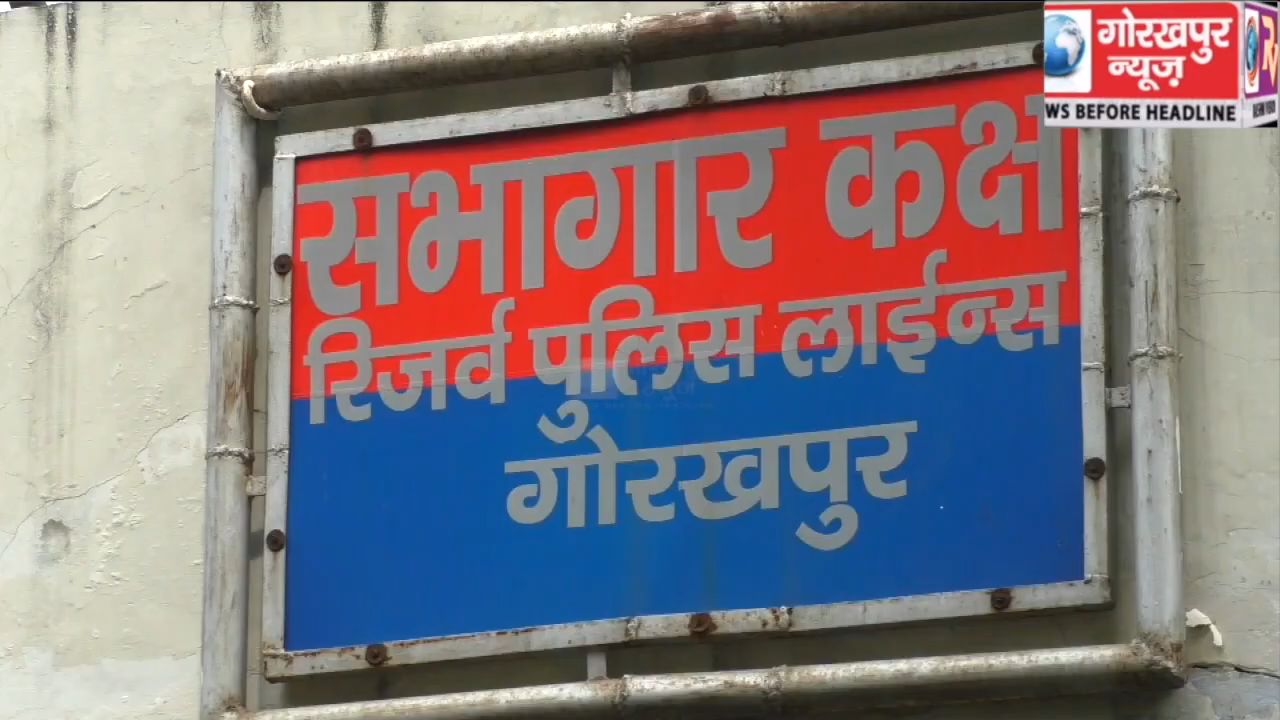 सभागार कक्ष
रिजर्व पुलिस लाईन्स
गोरखपुर
गोरखपुर
न्यूज़
WS BEFORE HEADLINE